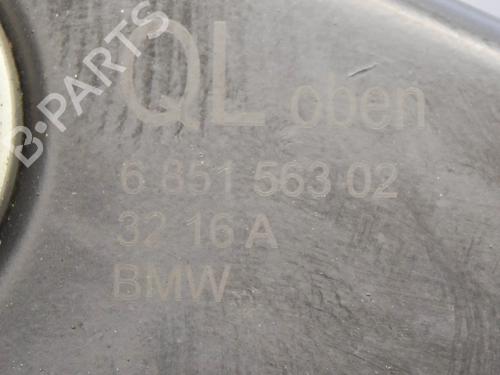 B-PARTS
QL oben
6 851 563 02
32 16 A
BMW